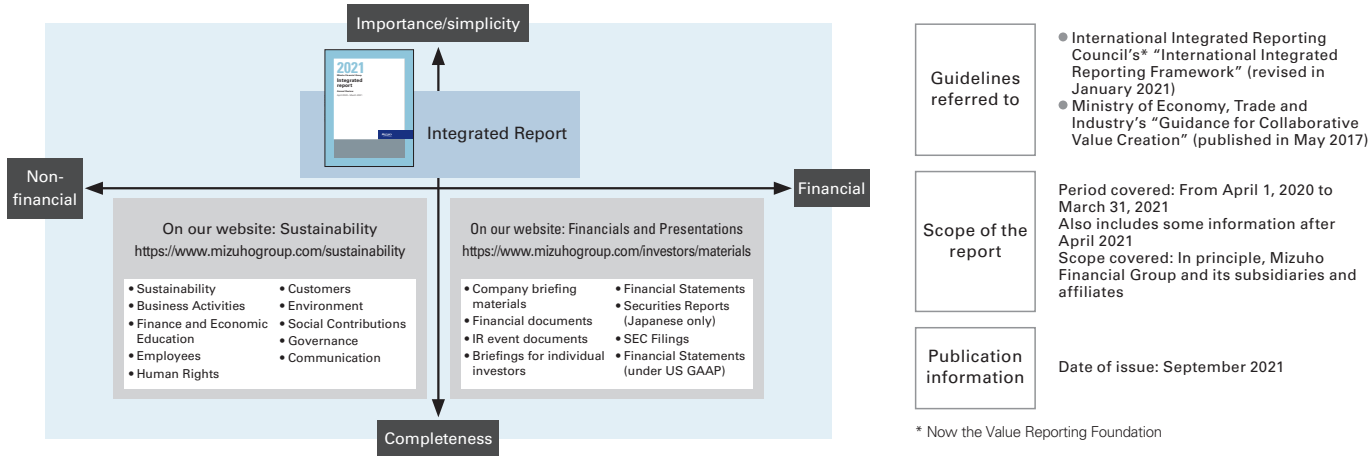 Importance/simplicity
2021
Integrated
report
Integrated Report
Non-
financial
Financial
On our website: Sustainability
https://www.mizuhogroup.com/sustainability
• Sustainability
• Business Activities
• Finance and Economic
Education
• Employees
• Human Rights
• Customers
• Environment
• Social Contributions
• Governance
• Communication
On our website: Financials and Presentations
https://www.mizuhogroup.com/investors/materials
• Company briefing
materials
• Financial documents
• IR event documents
• Briefings for individual
investors
• Financial Statements
• Securities Reports
(Japanese only)
• SEC Filings
• Financial Statements
(under US GAAP)
Completeness
Guidelines
referred to
● International Integrated Reporting
Council's* “International Integrated
Reporting Framework” (revised in
January 2021)
● Ministry of Economy, Trade and
Industry's “Guidance for Collaborative
Value Creation” (published in May 2017)
Scope of the
report
Period covered: From April 1, 2020 to
March 31, 2021
Also includes some information after
April 2021
Scope covered: In principle, Mizuho
Financial Group and its subsidiaries and
affiliates
Publication
information
Date of issue: September 2021
* Now the Value Reporting Foundation